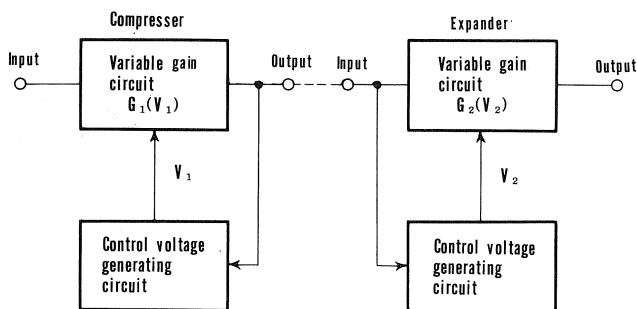 Compresser
Expander
Input
Variable gain
circuit
G₁(V₁)
Output
Input
Variable gain
circuit
G₂(V₂)
Output
V₁
V₂
Control voltage
generating
circuit
Control voltage
generating
circuit